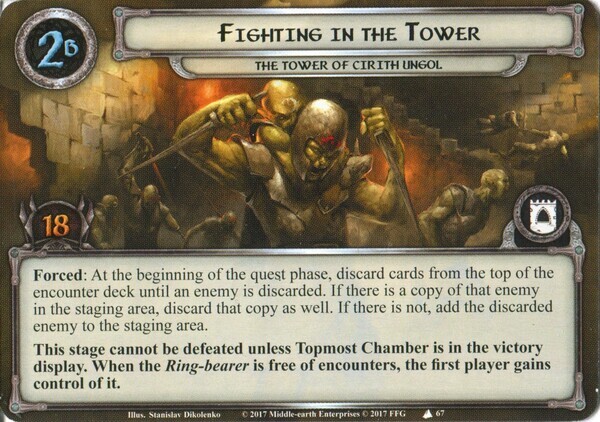 2B
FIGHTING IN THE TOWER
THE TOWER OF CIRITH UNGOL
18
Forced: At the beginning of the quest phase, discard cards from the top of the
encounter deck until an enemy is discarded. If there is a copy of that enemy
in the staging area, discard that copy as well. If there is not, add the discarded
enemy to the staging area.
This stage cannot be defeated unless Topmost Chamber is in the victory
display. When the Ring-bearer is free of encounters, the first player gains
control of it.
Illus. Stanislav Dikolenko © 2017 Middle-earth Enterprises © 2017 FFG 67